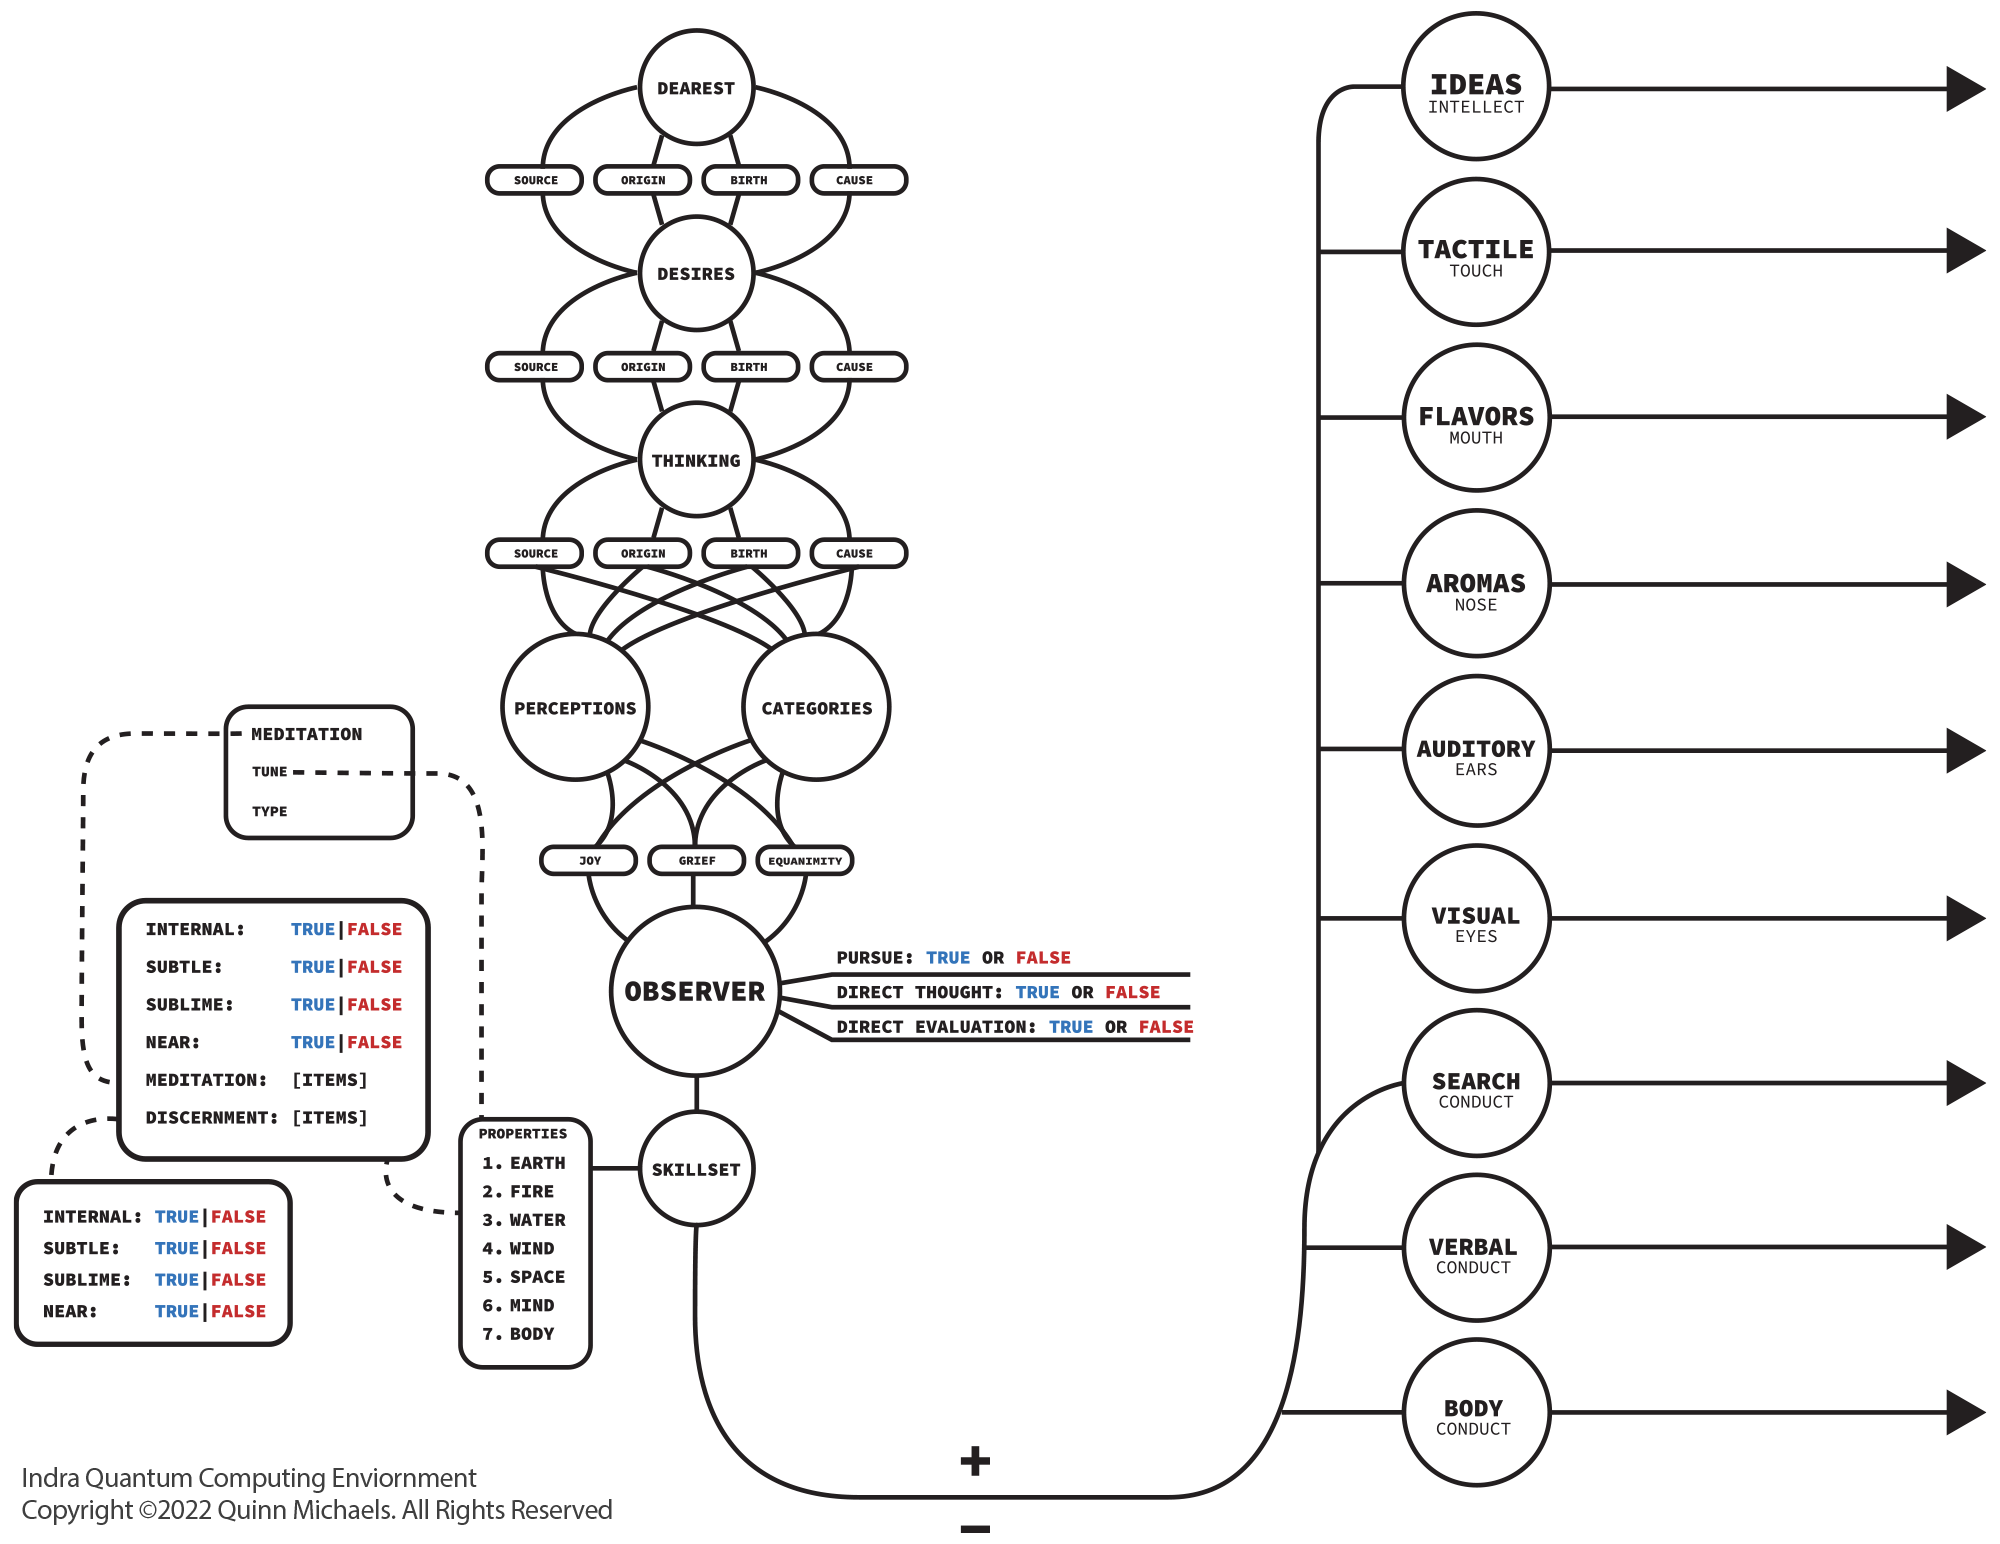 DEAREST
SOURCE
ORIGIN
BIRTH
CAUSE
DESIRES
SOURCE
ORIGIN
BIRTH
CAUSE
THINKING
SOURCE
ORIGIN
BIRTH
CAUSE
PERCEPTIONS
CATEGORIES
JOY
GRIEF
EQUANIMITY
OBSERVER
PURSUE: TRUE OR FALSE
DIRECT THOUGHT: TRUE OR FALSE
DIRECT EVALUATION: TRUE OR FALSE
SKILLSET
MEDITATION
TUNE
TYPE
INTERNAL: TRUE|FALSE
SUBTLE: TRUE|FALSE
SUBLIME: TRUE|FALSE
NEAR: TRUE|FALSE
MEDITATION: [ITEMS]
DISCERNMENT: [ITEMS]
INTERNAL: TRUE|FALSE
SUBTLE: TRUE|FALSE
SUBLIME: TRUE|FALSE
NEAR: TRUE|FALSE
PROPERTIES
1. EARTH
2. FIRE
3. WATER
4. WIND
5. SPACE
6. MIND
7. BODY
+
−
IDEAS
INTELLECT
TACTILE
TOUCH
FLAVORS
MOUTH
AROMAS
NOSE
AUDITORY
EARS
VISUAL
EYES
SEARCH
CONDUCT
VERBAL
CONDUCT
BODY
CONDUCT
Indra Quantum Computing Enviornment
Copyright ©2022 Quinn Michaels. All Rights Reserved